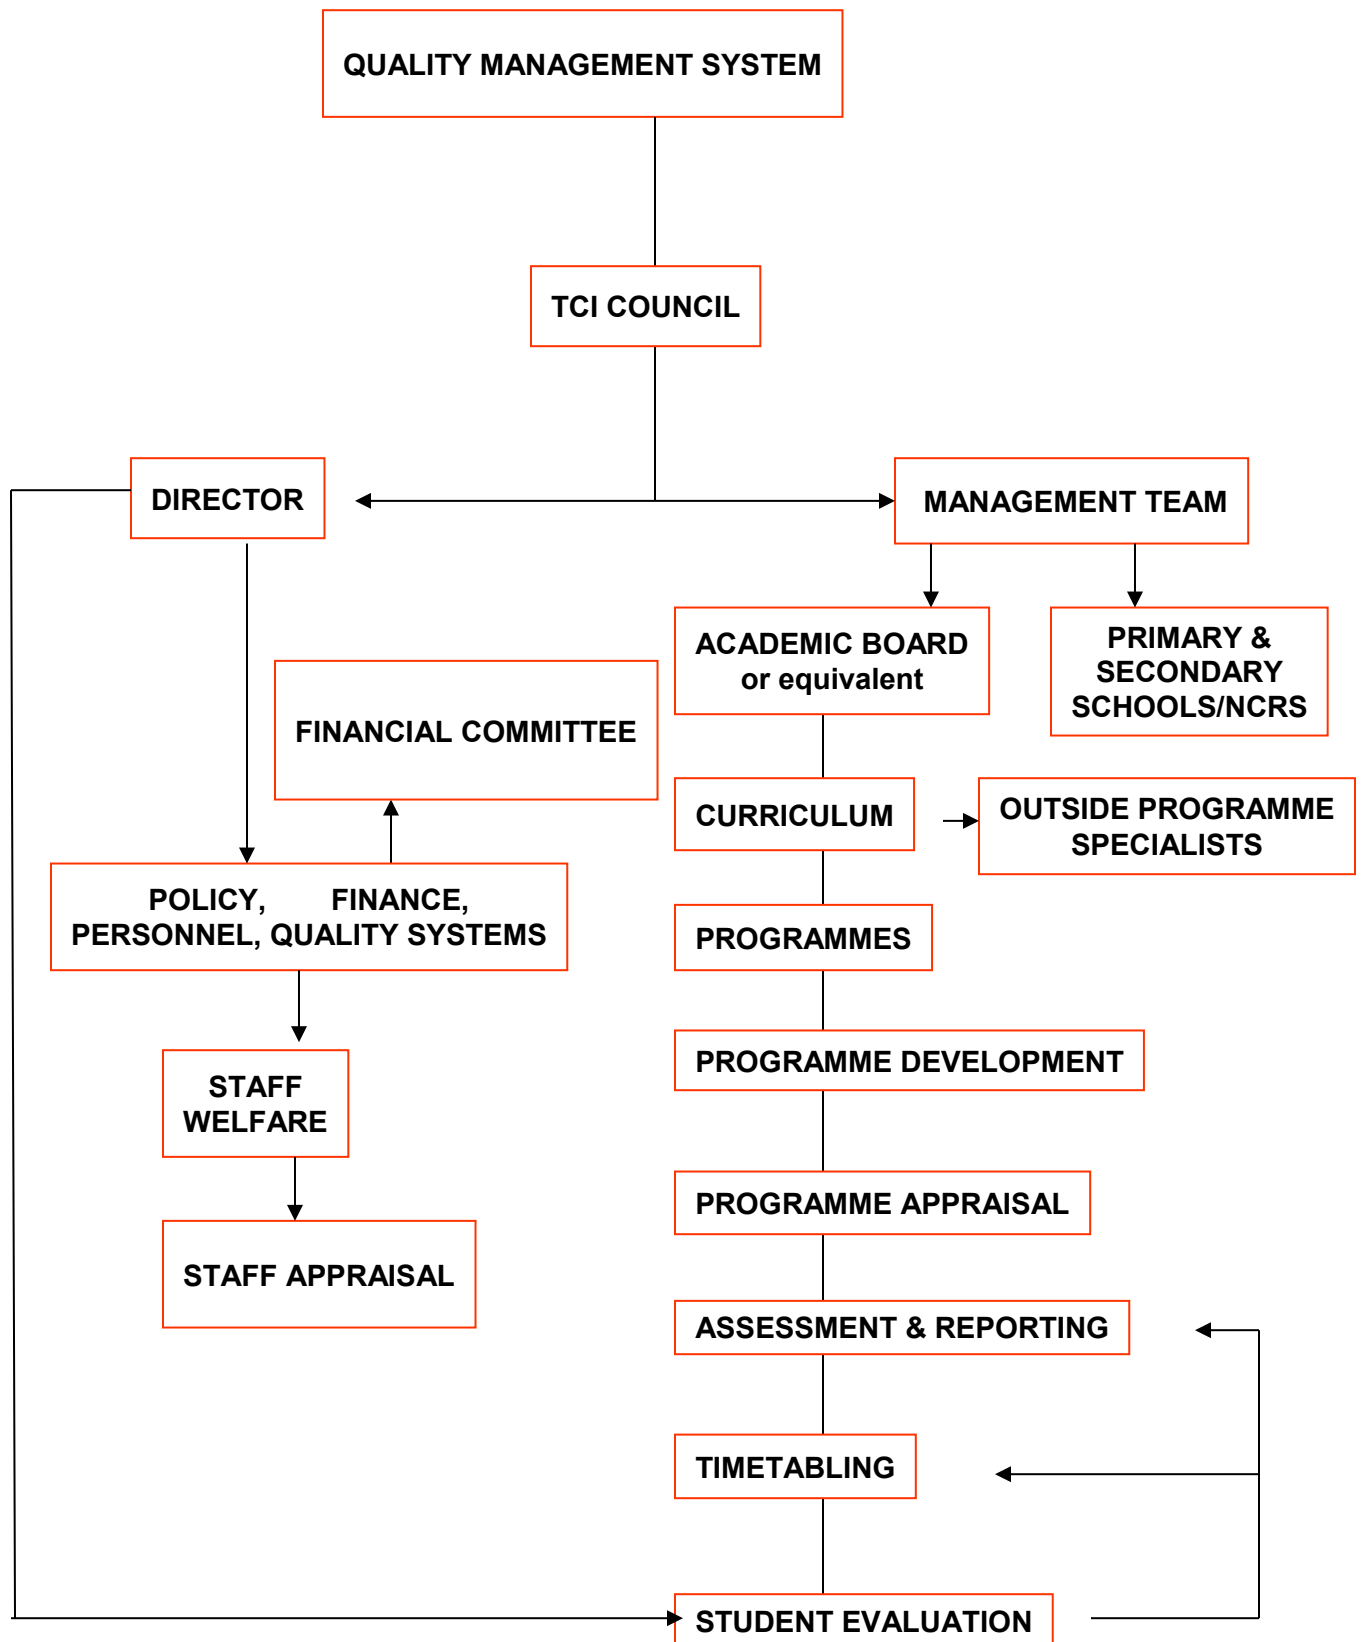 QUALITY MANAGEMENT SYSTEM
TCI COUNCIL
DIRECTOR
MANAGEMENT TEAM
ACADEMIC BOARD
or equivalent
PRIMARY &
SECONDARY
SCHOOLS/NCRS
FINANCIAL COMMITTEE
CURRICULUM
OUTSIDE PROGRAMME
SPECIALISTS
POLICY, FINANCE,
PERSONNEL, QUALITY SYSTEMS
PROGRAMMES
STAFF
WELFARE
PROGRAMME DEVELOPMENT
PROGRAMME APPRAISAL
STAFF APPRAISAL
ASSESSMENT & REPORTING
TIMETABLING
STUDENT EVALUATION